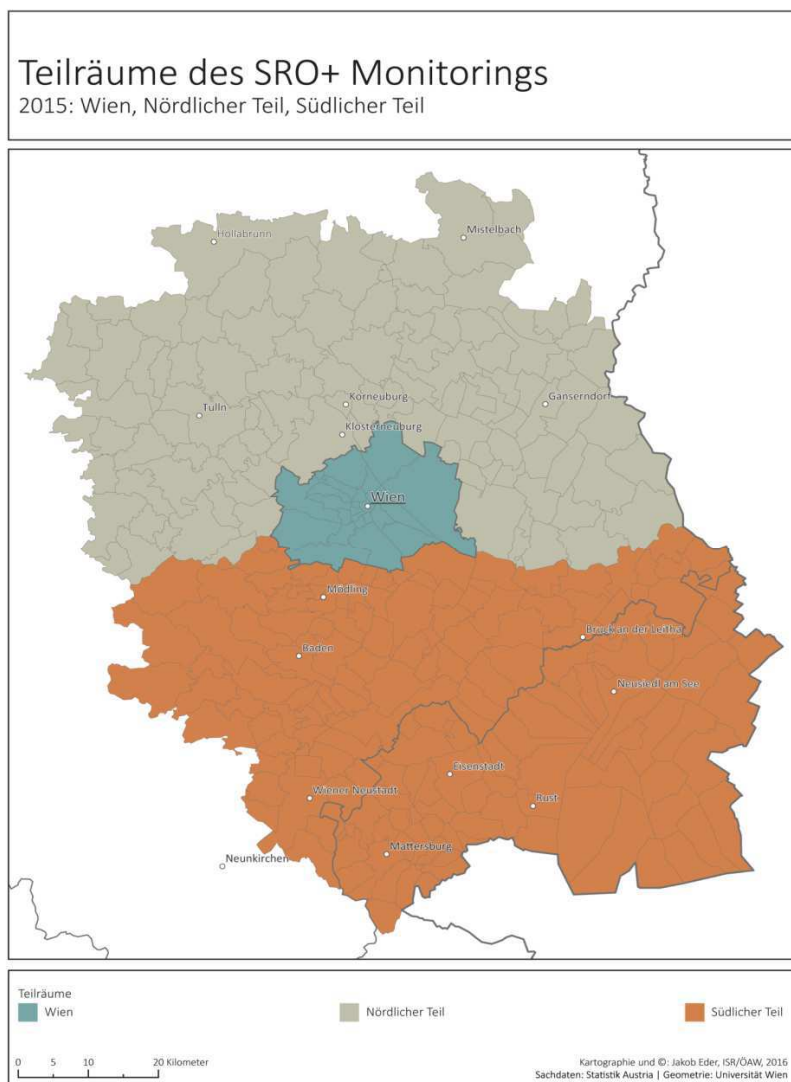 Teilräume des SRO+ Monitorings
2015: Wien, Nördlicher Teil, Südlicher Teil
Hollabrunn
Mistelbach
Korneuburg
Gänserndorf
Tulln
Klosterneuburg
Wien
Mödling
Bruck an der Leitha
Baden
Neusiedl am See
Eisenstadt
Wiener Neustadt
Rust
Mattersburg
Neunkirchen
Teilräume
Wien
Nördlicher Teil
Südlicher Teil
0 5 10 20 Kilometer
Kartographie und ©: Jakob Eder, ISR/ÖAW, 2016
Sachdaten: Statistik Austria | Geometrie: Universität Wien